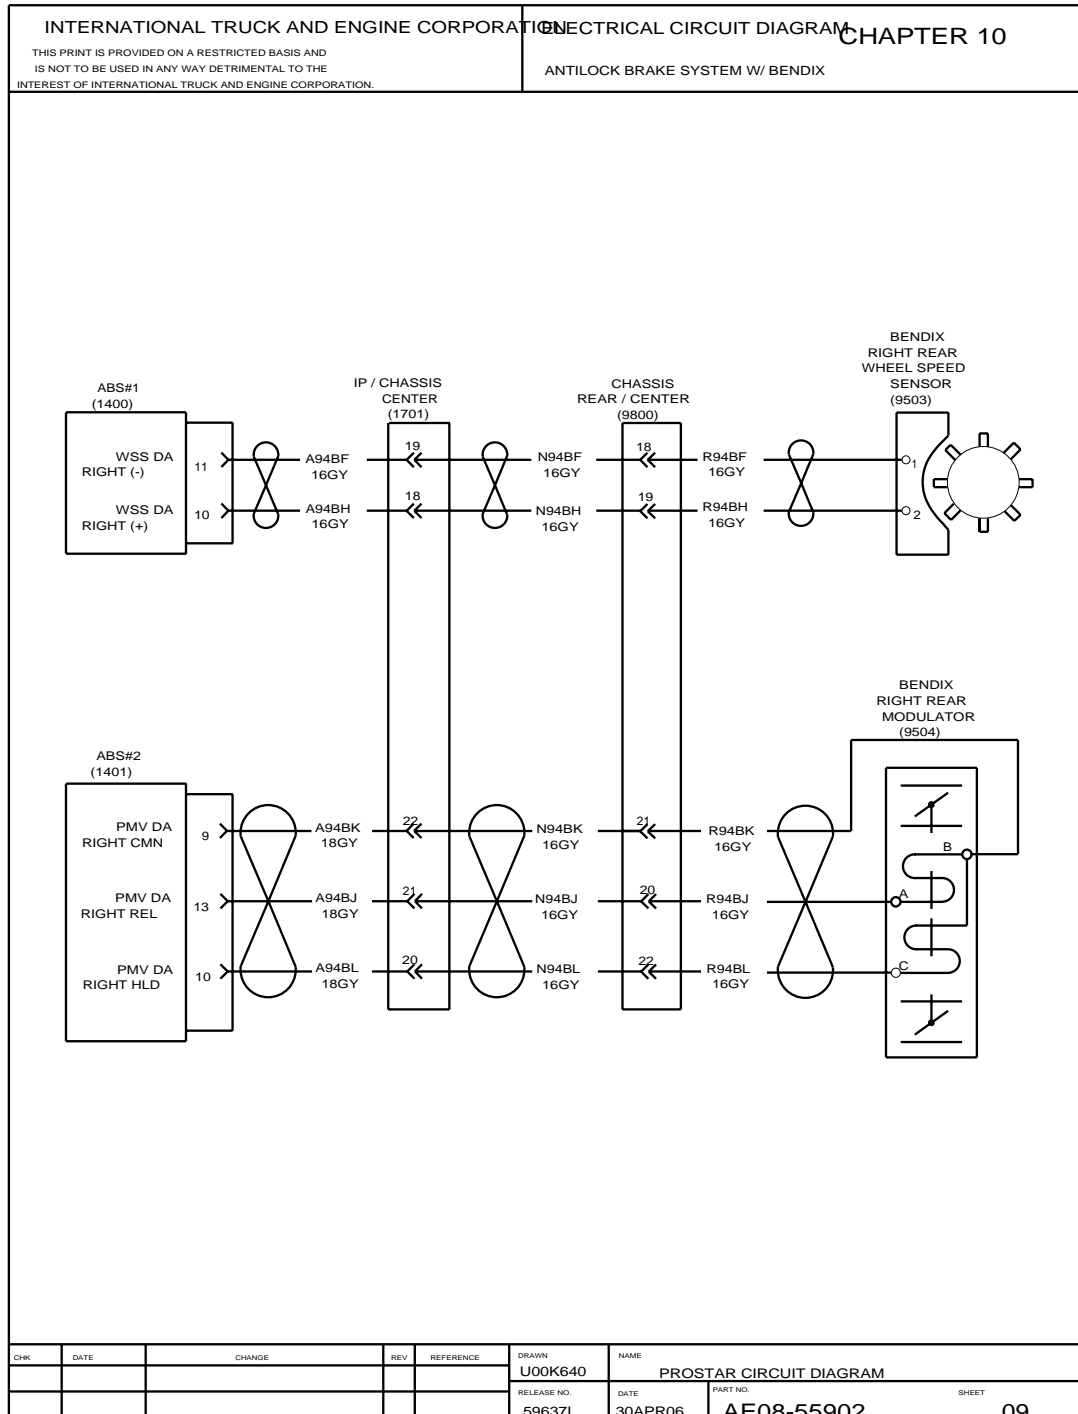 INTERNATIONAL TRUCK AND ENGINE CORPORATION
THIS PRINT IS PROVIDED ON A RESTRICTED BASIS AND
IS NOT TO BE USED IN ANY WAY DETRIMENTAL TO THE
INTEREST OF INTERNATIONAL TRUCK AND ENGINE CORPORATION.
ELECTRICAL CIRCUIT DIAGRAM
CHAPTER 10
ANTILOCK BRAKE SYSTEM W/ BENDIX
ABS#1
(1400)
IP / CHASSIS
CENTER
(1701)
CHASSIS
REAR / CENTER
(9800)
BENDIX
RIGHT REAR
WHEEL SPEED
SENSOR
(9503)
WSS DA
RIGHT (-)
11
A94BF
16GY
19
N94BF
16GY
18
R94BF
16GY
1
WSS DA
RIGHT (+)
10
A94BH
16GY
18
N94BH
16GY
19
R94BH
16GY
2
BENDIX
RIGHT REAR
MODULATOR
(9504)
ABS#2
(1401)
PMV DA
RIGHT CMN
9
A94BK
18GY
22
N94BK
16GY
21
R94BK
16GY
B
PMV DA
RIGHT REL
13
A94BJ
18GY
21
N94BJ
16GY
20
R94BJ
16GY
A
PMV DA
RIGHT HLD
10
A94BL
18GY
20
N94BL
16GY
22
R94BL
16GY
C
CHK DATE CHANGE REV REFERENCE
DRAWN
U00K640
NAME
PROSTAR CIRCUIT DIAGRAM
RELEASE NO.
59637L
DATE
30APR06
PART NO.
AE08-55902
SHEET
09